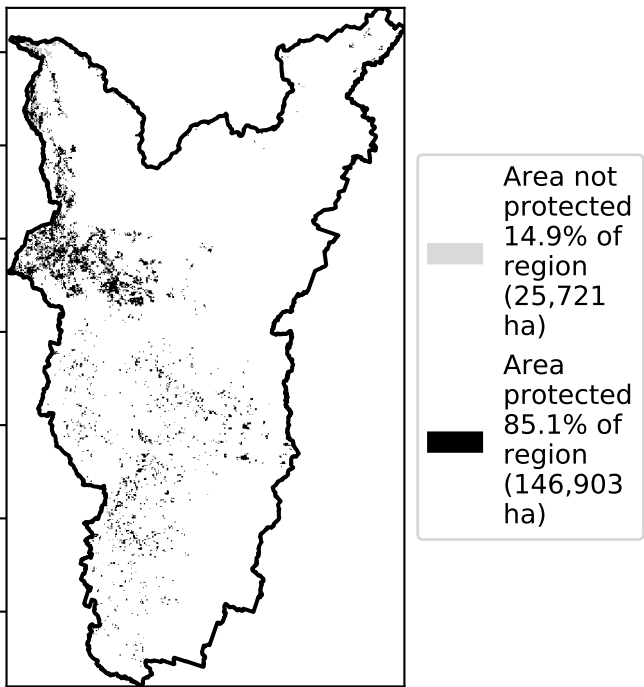 Area not
protected
14.9% of
region
(25,721
ha)
Area
protected
85.1% of
region
(146,903
ha)